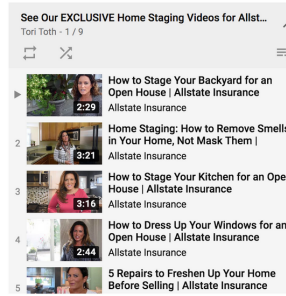 See Our EXCLUSIVE Home Staging Videos for Allst...
Tori Toth - 1 / 9
How to Stage Your Backyard for an
Open House | Allstate Insurance
2:29
Allstate Insurance
2
Home Staging: How to Remove Smells
in Your Home, Not Mask Them |
3:21
Allstate Insurance
3
How to Stage Your Kitchen for an Ope
House | Allstate Insurance
3:16
Allstate Insurance
4
How to Dress Up Your Windows for an
Open House | Allstate Insurance
2:44
Allstate Insurance
5
5 Repairs to Freshen Up Your Home
Before Selling | Allstate Insurance